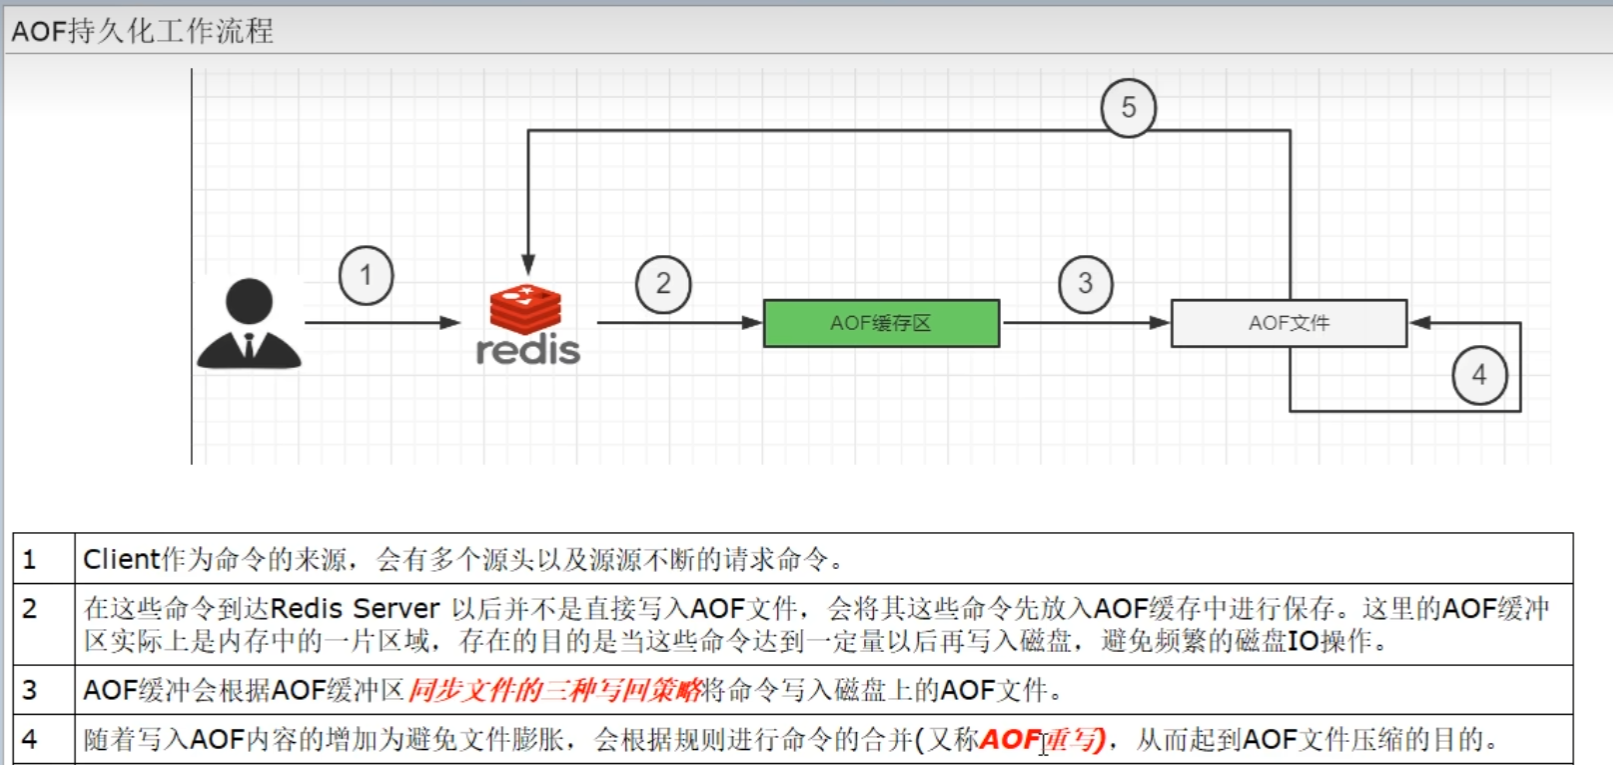 AOF持久化工作流程
5
1
2
3
redis
AOF缓存区
AOF文件
4
1 Client作为命令的来源，会有多个源头以及源源不断的请求命令。
2 在这些命令到达Redis Server 以后并不是直接写入AOF文件，会将其这些命令先放入AOF缓存中进行保存。这里的AOF缓冲
区实际上是内存中的一片区域，存在的目的是当这些命令达到一定量以后再写入磁盘，避免频繁的磁盘IO操作。
3 AOF缓冲会根据AOF缓冲区同步文件的三种写回策略将命令写入磁盘上的AOF文件。
4 随着写入AOF内容的增加为避免文件膨胀，会根据规则进行命令的合并(又称AOF重写)，从而起到AOF文件压缩的目的。